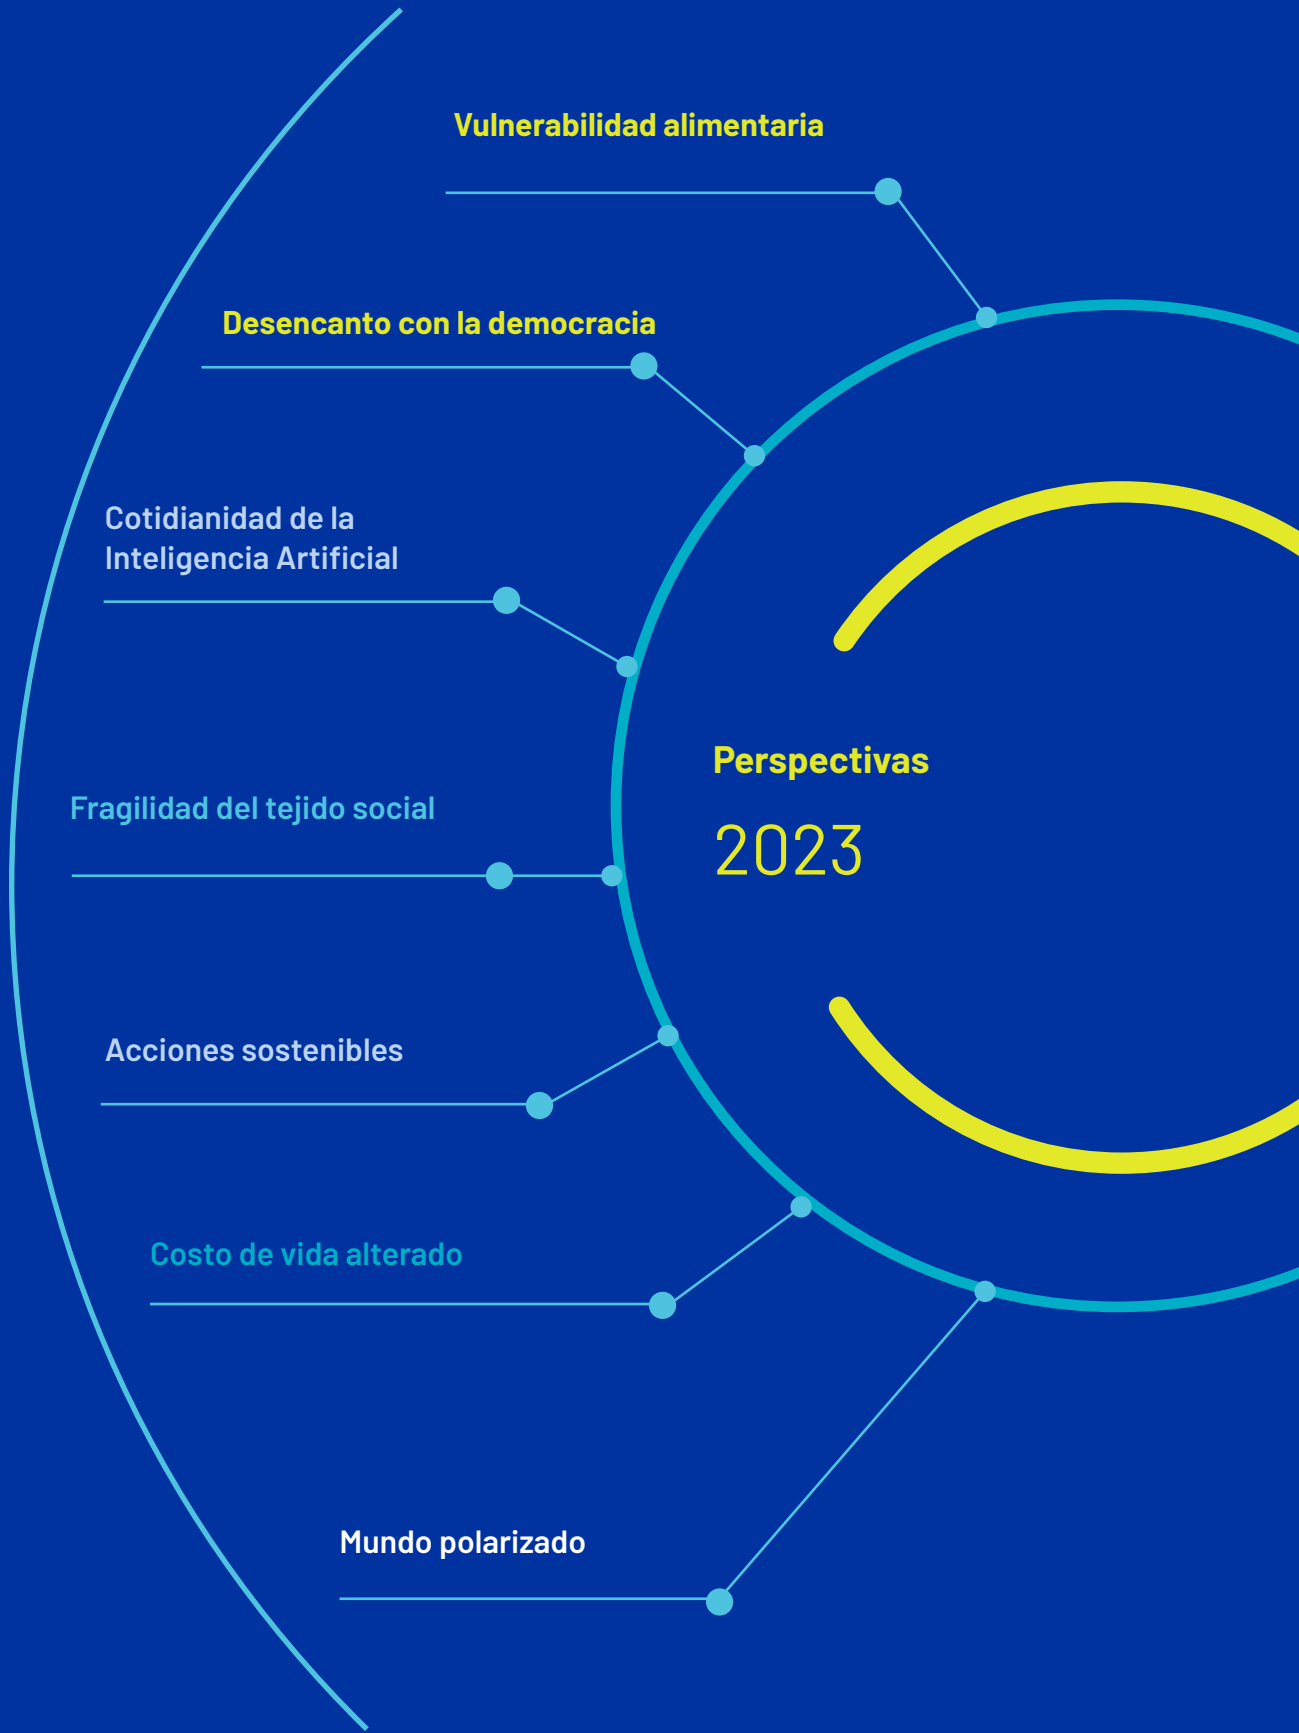 Vulnerabilidad alimentaria
Desencanto con la democracia
Cotidianidad de la
Inteligencia Artificial
Perspectivas
2023
Fragilidad del tejido social
Acciones sostenibles
Costo de vida alterado
Mundo polarizado